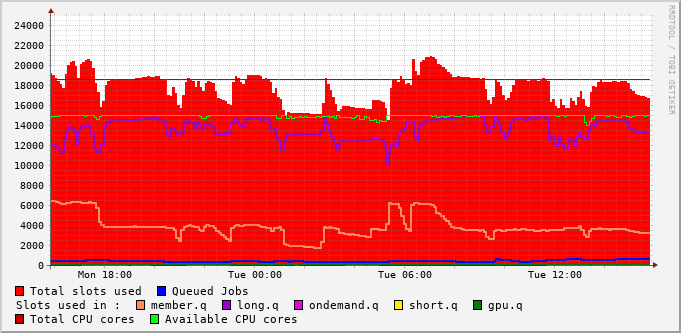 24000
22000
20000
18000
16000
14000
12000
10000
8000
6000
4000
2000
0
Mon 18:00 Tue 00:00 Tue 06:00 Tue 12:00
RRDTOOL / TOBI OETIKER
Total slots used Queued Jobs
Slots used in : member.q long.q ondemand.q short.q gpu.q
Total CPU cores Available CPU cores